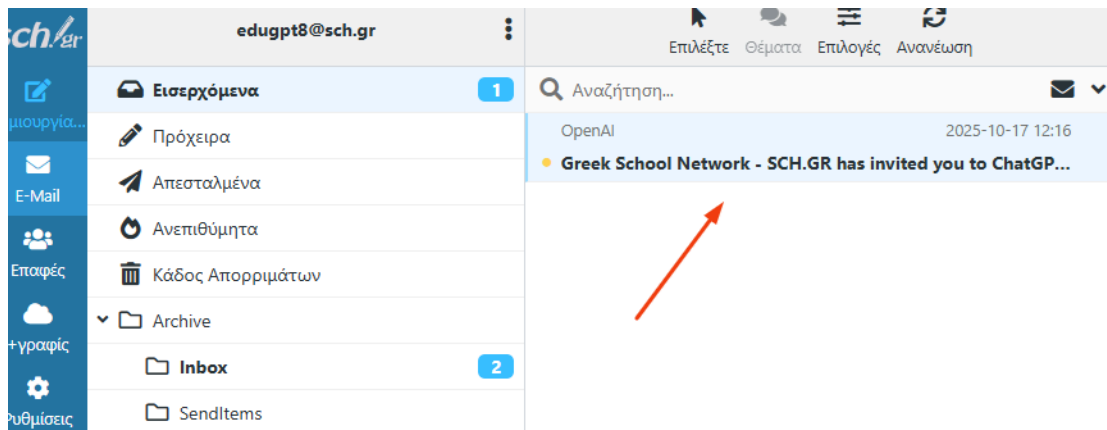 sch.gr
edugpt8@sch.gr
Επιλέξτε Θέματα Επιλογές Ανανέωση
μιουργία...
E-Mail
Επαφές
+γραφίς
Ρυθμίσεις
Εισερχόμενα 1
Πρόχειρα
Απεσταλμένα
Ανεπιθύμητα
Κάδος Απορριμάτων
Archive
Inbox 2
SendItems
Αναζήτηση...
OpenAI 2025-10-17 12:16
Greek School Network - SCH.GR has invited you to ChatGP...